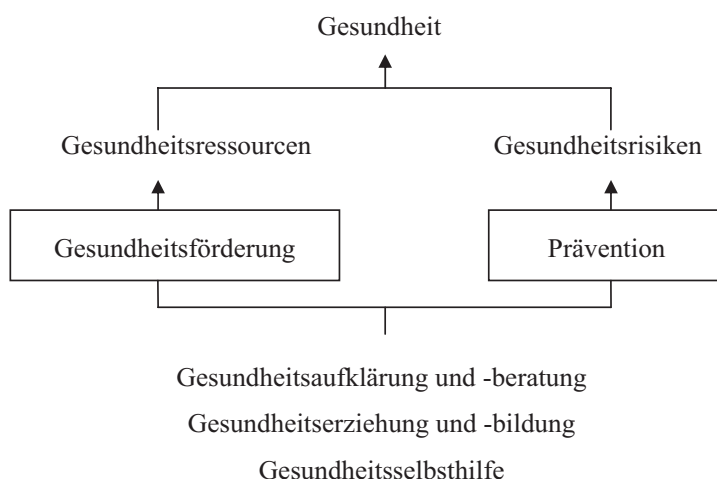 Gesundheit
Gesundheitsressourcen
Gesundheitsrisiken
Gesundheitsförderung
Prävention
Gesundheitsaufklärung und -beratung
Gesundheitserziehung und -bildung
Gesundheitsselbsthilfe